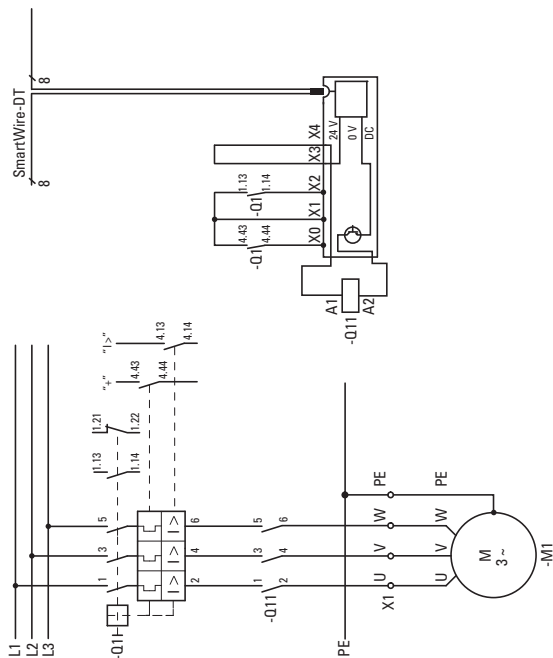 SmartWire-DT
8
8
X0
X1
X2
X3
X4
24 V
0 V
DC
4.43
4.44
-Q1
1.13
1.14
-Q1
A1
A2
-Q11
L1
L2
L3
"+"
"I >"
1.13
1.14
1.21
1.22
4.43
4.44
4.13
4.14
-Q1
1
3
5
I>
I>
I>
2
4
6
-Q11
1
3
5
2
4
6
PE
X1
U
V
W
PE
U
V
W
PE
M
3 ~
-M1